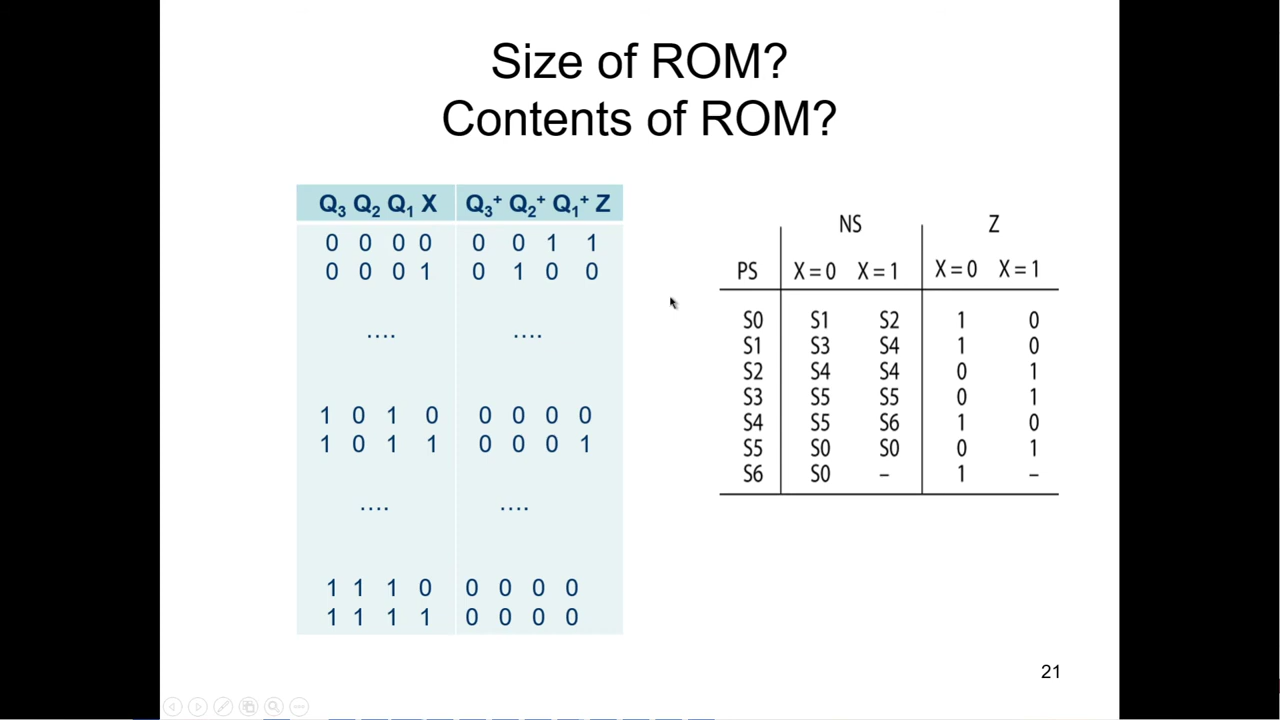 Size of ROM?
Contents of ROM?
Q3 Q2 Q1 X Q3+ Q2+ Q1+ Z
0 0 0 0 0 0 1 1
0 0 0 1 0 1 0 0
.... ....
1 0 1 0 0 0 0 0
1 0 1 1 0 0 0 1
.... ....
1 1 1 0 0 0 0 0
1 1 1 1 0 0 0 0
NS Z
PS X = 0 X = 1 X = 0 X = 1
S0 S1 S2 1 0
S1 S3 S4 1 0
S2 S4 S4 0 1
S3 S5 S5 0 1
S4 S5 S6 1 0
S5 S0 S0 0 1
S6 S0 – 1 –
21